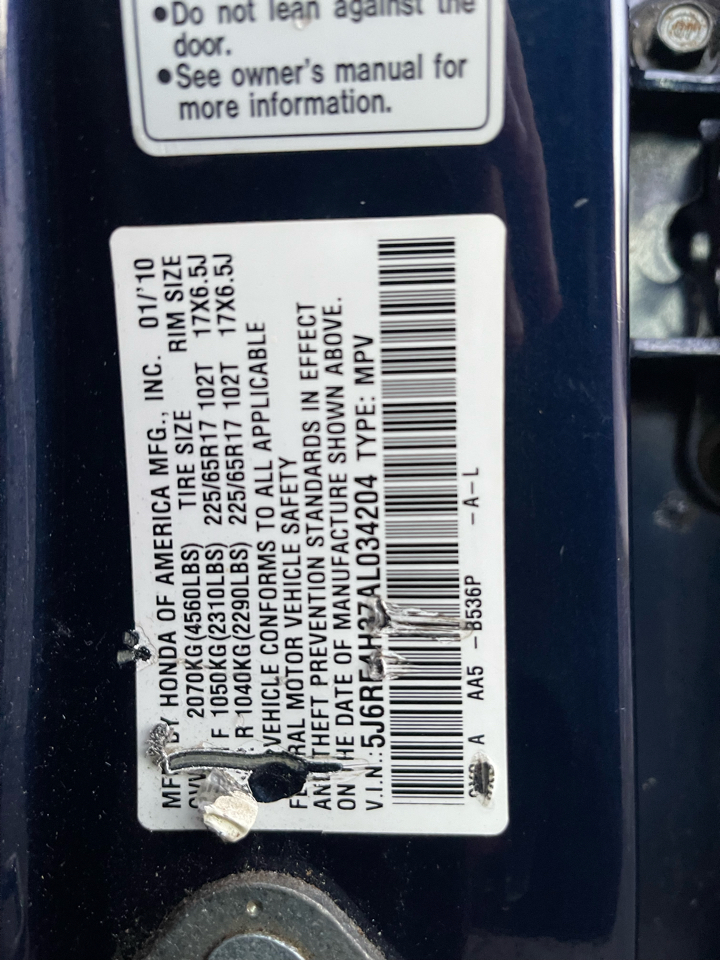 •Do not lean against the
door.
•See owner's manual for
more information.
BY HONDA OF AMERICA MFG., INC. 01/'10
2070KG(4560LBS) TIRE SIZE RIM SIZE
F 1050KG(2310LBS) 225/65R17 102T 17X6.5J
R 1040KG(2290LBS) 225/65R17 102T 17X6.5J
VEHICLE CONFORMS TO ALL APPLICABLE
MOTOR VEHICLE SAFETY
THEFT PREVENTION STANDARDS IN EFFECT
ON THE DATE OF MANUFACTURE SHOWN ABOVE.
V.I.N.: 5J6RE4H37AL034204 TYPE: MPV
A AA5 -B536P -A-L